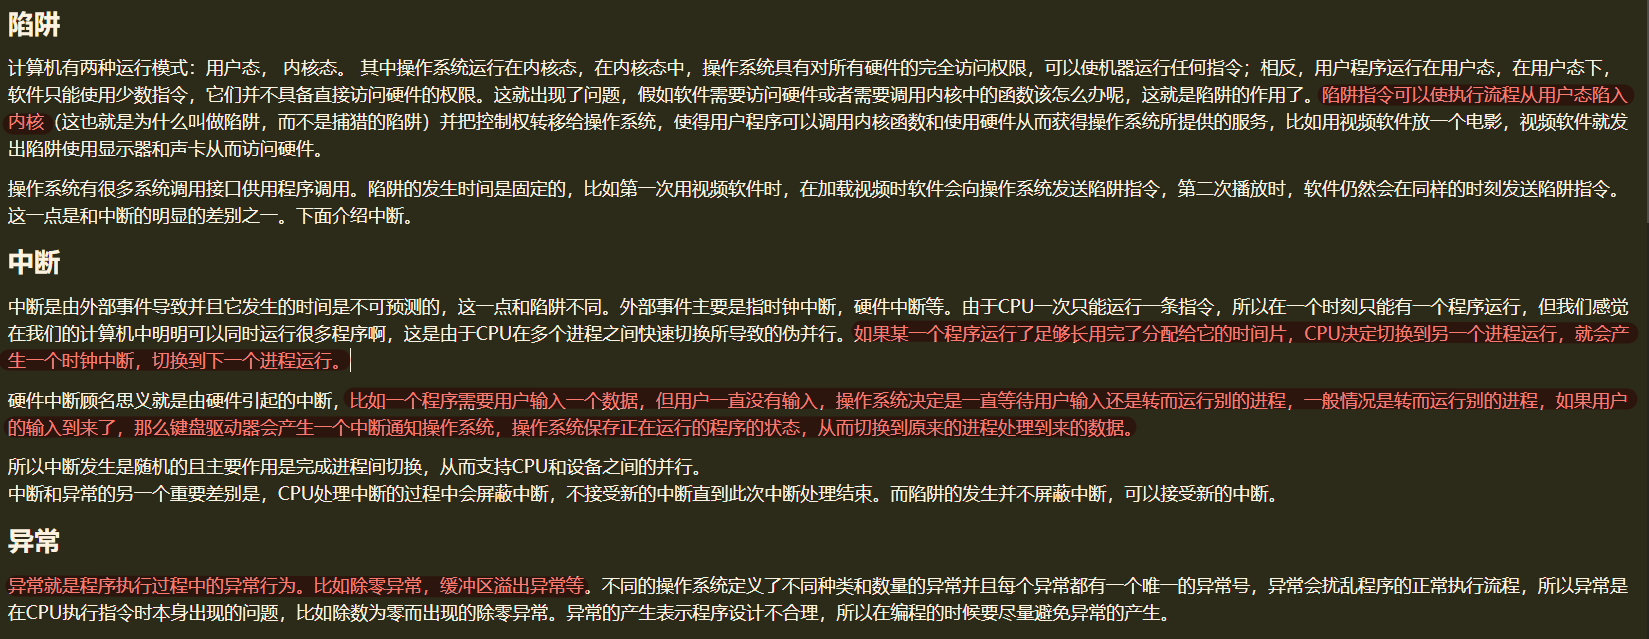 陷阱
计算机有两种运行模式：用户态， 内核态。 其中操作系统运行在内核态，在内核态中，操作系统具有对所有硬件的完全访问权限，可以使机器运行任何指令；相反，用户程序运行在用户态，在用户态下，
软件只能使用少数指令，它们并不具备直接访问硬件的权限。这就出现了问题，假如软件需要访问硬件或者需要调用内核中的函数该怎么办呢，这就是陷阱的作用了。陷阱指令可以使执行流程从用户态陷入
内核（这也就是为什么叫做陷阱，而不是捕猎的陷阱）并把控制权转移给操作系统，使得用户程序可以调用内核函数和使用硬件从而获得操作系统所提供的服务，比如用视频软件放一个电影，视频软件就发
出陷阱使用显示器和声卡从而访问硬件。
操作系统有很多系统调用接口供用程序调用。陷阱的发生时间是固定的，比如第一次用视频软件时，在加载视频时软件会向操作系统发送陷阱指令，第二次播放时，软件仍然会在同样的时刻发送陷阱指令。
这一点是和中断的明显的差别之一。下面介绍中断。
中断
中断是由外部事件导致并且它发生的时间是不可预测的，这一点和陷阱不同。外部事件主要是指时钟中断，硬件中断等。由于CPU一次只能运行一条指令，所以在一个时刻只能有一个程序运行，但我们感觉
在我们的计算机中明明可以同时运行很多程序啊，这是由于CPU在多个进程之间快速切换所导致的伪并行。如果某一个程序运行了足够长用完了分配给它的时间片，CPU决定切换到另一个进程运行，就会产
生一个时钟中断，切换到下一个进程运行。
硬件中断顾名思义就是由硬件引起的中断，比如一个程序需要用户输入一个数据，但用户一直没有输入，操作系统决定是一直等待用户输入还是转而运行别的进程，一般情况是转而运行别的进程，如果用户
的输入到来了，那么键盘驱动器会产生一个中断通知操作系统，操作系统保存正在运行的程序的状态，从而切换到原来的进程处理到来的数据。
所以中断发生是随机的且主要作用是完成进程间切换，从而支持CPU和设备之间的并行。
中断和异常的另一个重要差别是，CPU处理中断的过程中会屏蔽中断，不接受新的中断直到此次中断处理结束。而陷阱的发生并不屏蔽中断，可以接受新的中断。
异常
异常就是程序执行过程中的异常行为。比如除零异常，缓冲区溢出异常等。不同的操作系统定义了不同种类和数量的异常并且每个异常都有一个唯一的异常号，异常会扰乱程序的正常执行流程，所以异常是
在CPU执行指令时本身出现的问题，比如除数为零而出现的除零异常。异常的产生表示程序设计不合理，所以在编程的时候要尽量避免异常的产生。